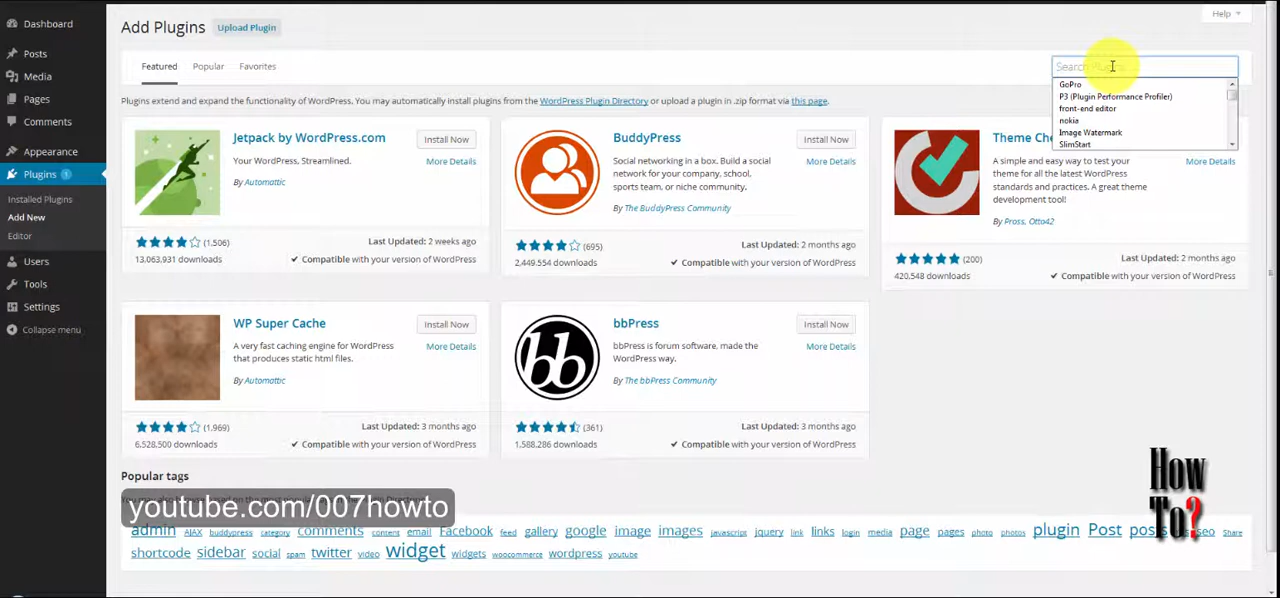 Dashboard
Posts
Media
Pages
Comments
Appearance
Plugins 1
Installed Plugins
Add New
Editor
Users
Tools
Settings
Collapse menu
Add Plugins Upload Plugin
Help
Featured Popular Favorites
GoPro
P3 (Plugin Performance Profiler)
front-end editor
nokia
Image Watermark
SlimStart
Plugins extend and expand the functionality of WordPress. You may automatically install plugins from the WordPress Plugin Directory or upload a plugin in .zip format via this page.
Jetpack by WordPress.com
Install Now
More Details
Your WordPress, Streamlined.
By Automattic
(1.506)
13.063.931 downloads
Last Updated: 2 weeks ago
✔ Compatible with your version of WordPress
BuddyPress
Install Now
More Details
Social networking in a box. Build a social
network for your company, school,
sports team, or niche community.
By The BuddyPress Community
(695)
2.449.554 downloads
Last Updated: 2 months ago
✔ Compatible with your version of WordPress
Theme
More Details
A simple and easy way to test your
theme for all the latest WordPress
standards and practices. A great theme
development tool!
By Pross, Otto42
(200)
420.548 downloads
Last Updated: 2 months ago
✔ Compatible with your version of WordPress
WP Super Cache
Install Now
More Details
A very fast caching engine for WordPress
that produces static html files.
By Automattic
(1.969)
6.528.500 downloads
Last Updated: 3 months ago
✔ Compatible with your version of WordPress
bbPress
Install Now
More Details
bbPress is forum software, made the
WordPress way.
By The bbPress Community
(361)
1.588.286 downloads
Last Updated: 3 months ago
✔ Compatible with your version of WordPress
Popular tags
youtube.com/007howto
admin AJAX buddypress category comments content email Facebook feed gallery google image images javascript jquery link links login media page pages photo photos plugin Post posts seo Share
shortcode sidebar social spam twitter video widget widgets woocommerce wordpress youtube
How
To?